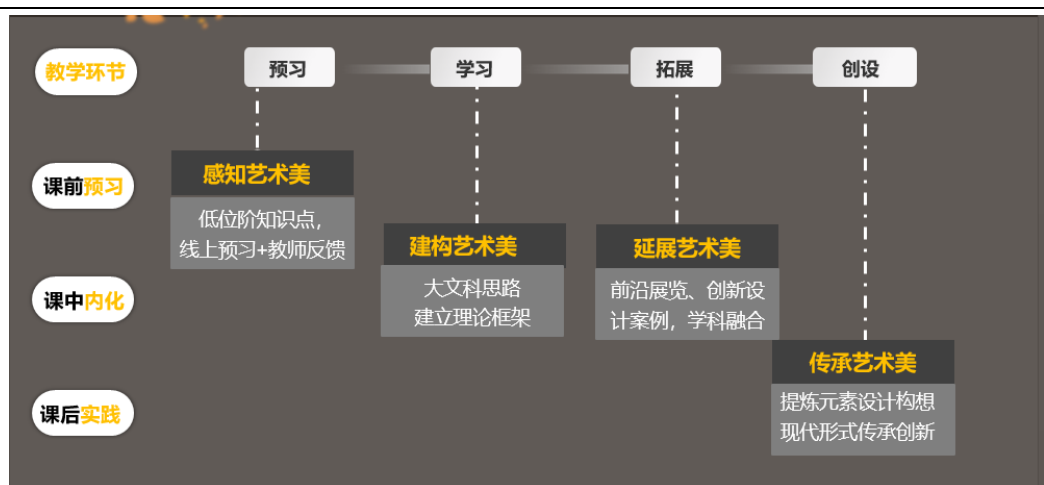 教学环节
预习
学习
拓展
创设
课前预习
感知艺术美
低位阶知识点，
线上预习+教师反馈
建构艺术美
大文科思路
建立理论框架
延展艺术美
前沿展览、创新设
计案例，学科融合
课中内化
传承艺术美
提炼元素设计构想
现代形式传承创新
课后实践